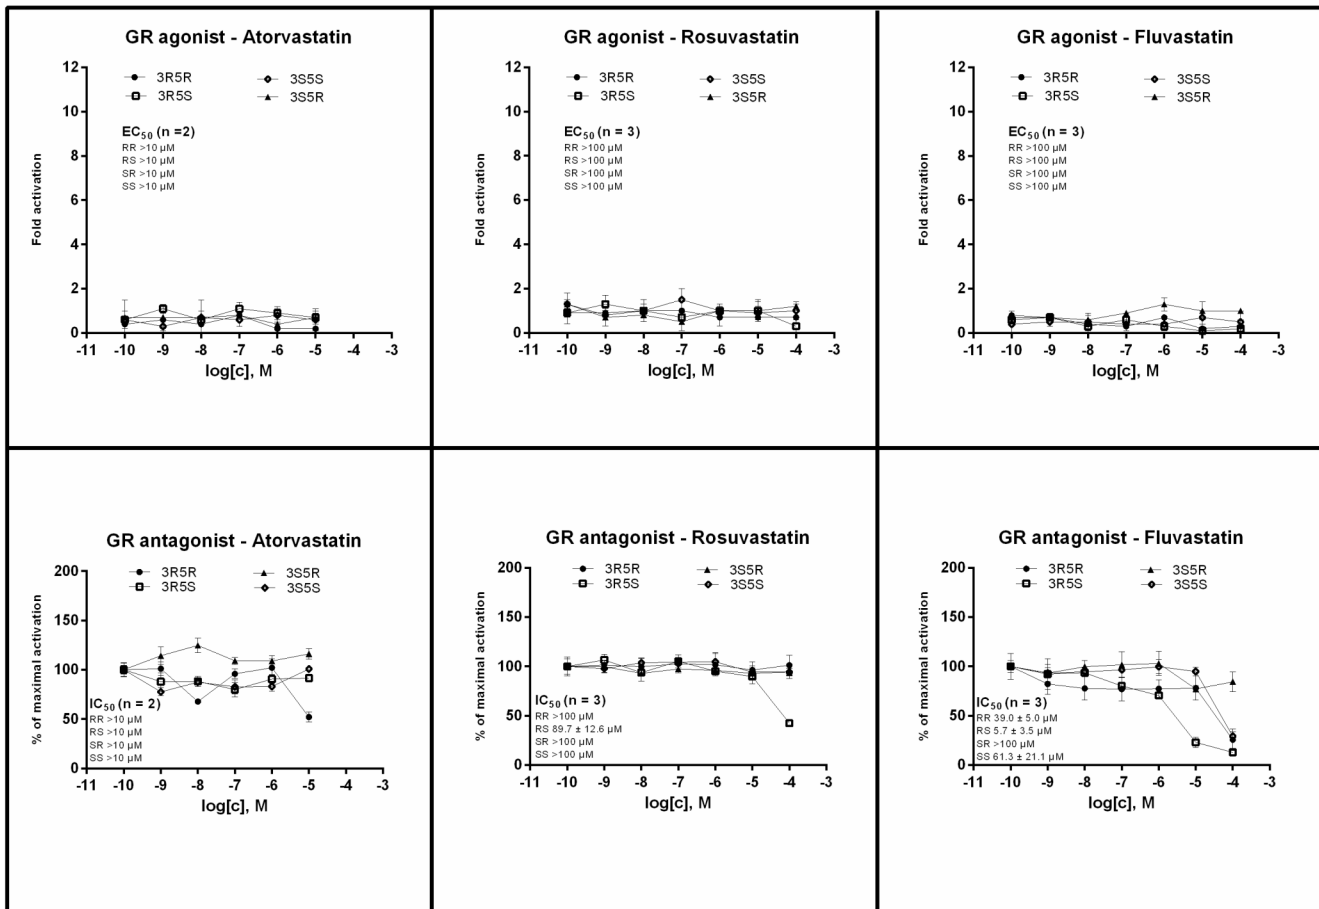 GR agonist - Atorvastatin
12
3R5R
3S5S
10
3R5S
3S5R
EC50 (n =2)
RR >10 µM
8
RS >10 µM
SR >10 µM
SS >10 µM
6
4
2
0
Fold activation
-11 -10 -9 -8 -7 -6 -5 -4 -3
log[c], M
GR agonist - Rosuvastatin
12
3R5R
3S5S
10
3R5S
3S5R
EC50 (n = 3)
RR >100 µM
8
RS >100 µM
SR >100 µM
SS >100 µM
6
4
2
0
Fold activation
-11 -10 -9 -8 -7 -6 -5 -4 -3
log[c], M
GR agonist - Fluvastatin
12
3R5R
3S5S
10
3R5S
3S5R
EC50 (n = 3)
RR >100 µM
8
RS >100 µM
SR >100 µM
SS >100 µM
6
4
2
0
Fold activation
-11 -10 -9 -8 -7 -6 -5 -4 -3
log[c], M
GR antagonist - Atorvastatin
200
3R5R
3S5R
3R5S
3S5S
150
100
50
0
% of maximal activation
IC50 (n = 2)
RR >10 µM
RS >10 µM
SR >10 µM
SS >10 µM
-11 -10 -9 -8 -7 -6 -5 -4 -3
log[c], M
GR antagonist - Rosuvastatin
200
3R5R
3S5R
3R5S
3S5S
150
100
50
0
% of maximal activation
IC50 (n = 3)
RR >100 µM
RS 89.7 ± 12.6 µM
SR >100 µM
SS >100 µM
-11 -10 -9 -8 -7 -6 -5 -4 -3
log[c], M
GR antagonist - Fluvastatin
200
3R5R
3S5R
3R5S
3S5S
150
100
50
0
% of maximal activation
IC50 (n = 3)
RR 39.0 ± 5.0 µM
RS 5.7 ± 3.5 µM
SR >100 µM
SS 61.3 ± 21.1 µM
-11 -10 -9 -8 -7 -6 -5 -4 -3
log[c], M